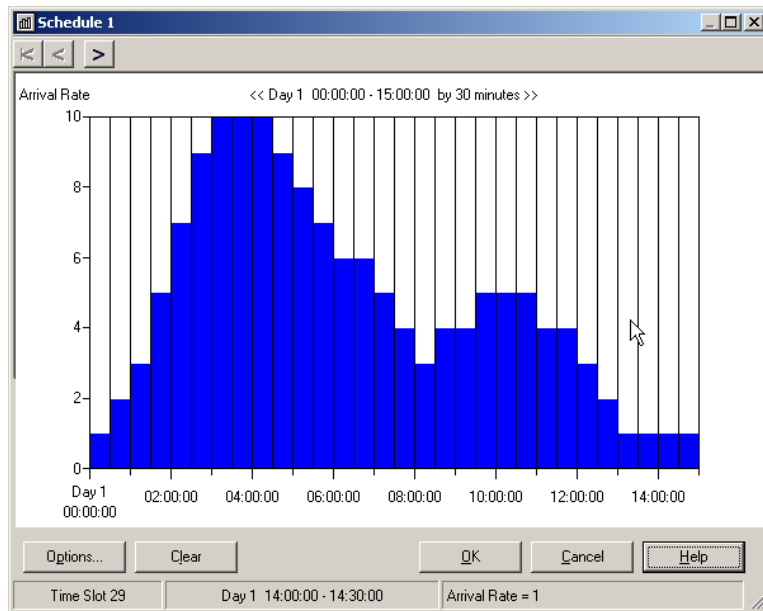 Schedule 1
Arrival Rate
<< Day 1 00:00:00 - 15:00:00 by 30 minutes >>
10
8
6
4
2
0
Day 1
00:00:00
02:00:00
04:00:00
06:00:00
08:00:00
10:00:00
12:00:00
14:00:00
Options...
Clear
OK
Cancel
Help
Time Slot 29
Day 1 14:00:00 - 14:30:00
Arrival Rate = 1